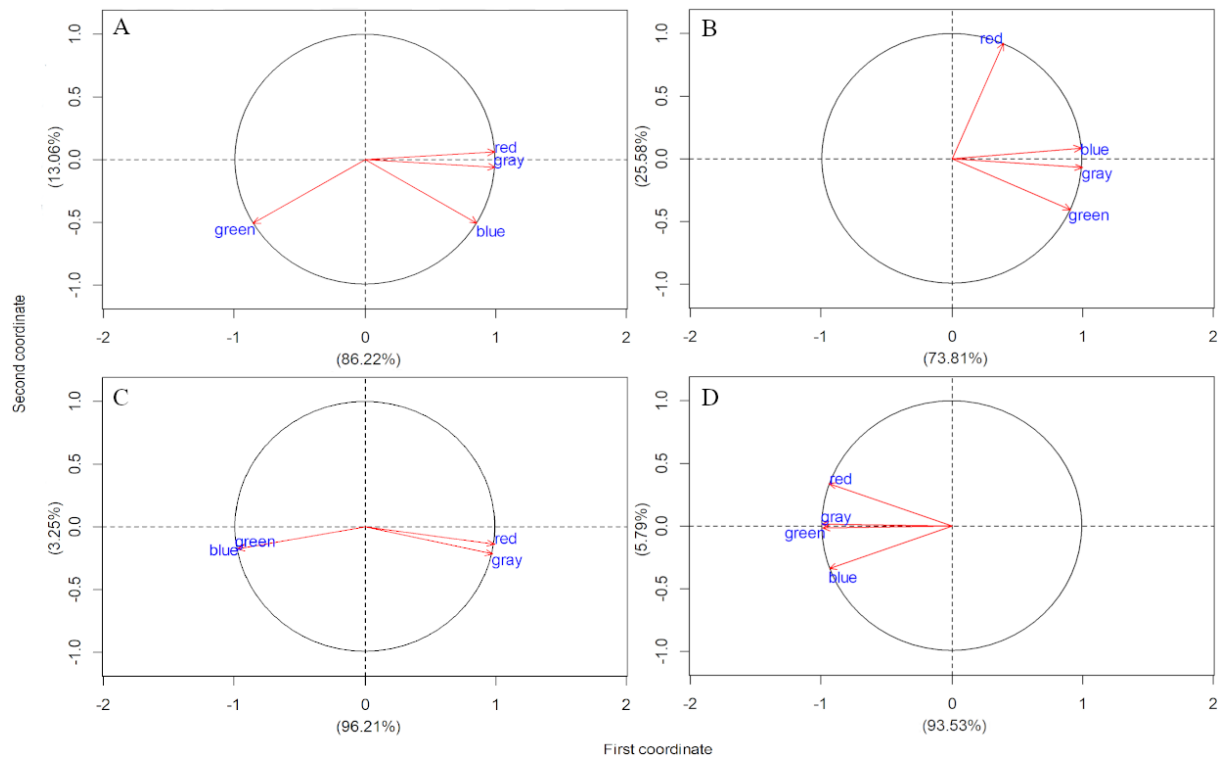 A
1.0
0.5
0.0
-0.5
-1.0
(13.06%)
red
gray
green
blue
-2
-1
0
1
2
(86.22%)
B
1.0
0.5
0.0
-0.5
-1.0
(25.58%)
red
blue
gray
green
-2
-1
0
1
2
(73.81%)
Second coordinate
C
1.0
0.5
0.0
-0.5
-1.0
(3.25%)
green
blue
red
gray
-2
-1
0
1
2
(96.21%)
D
1.0
0.5
0.0
-0.5
-1.0
(5.79%)
red
gray
green
blue
-2
-1
0
1
2
(93.53%)
First coordinate